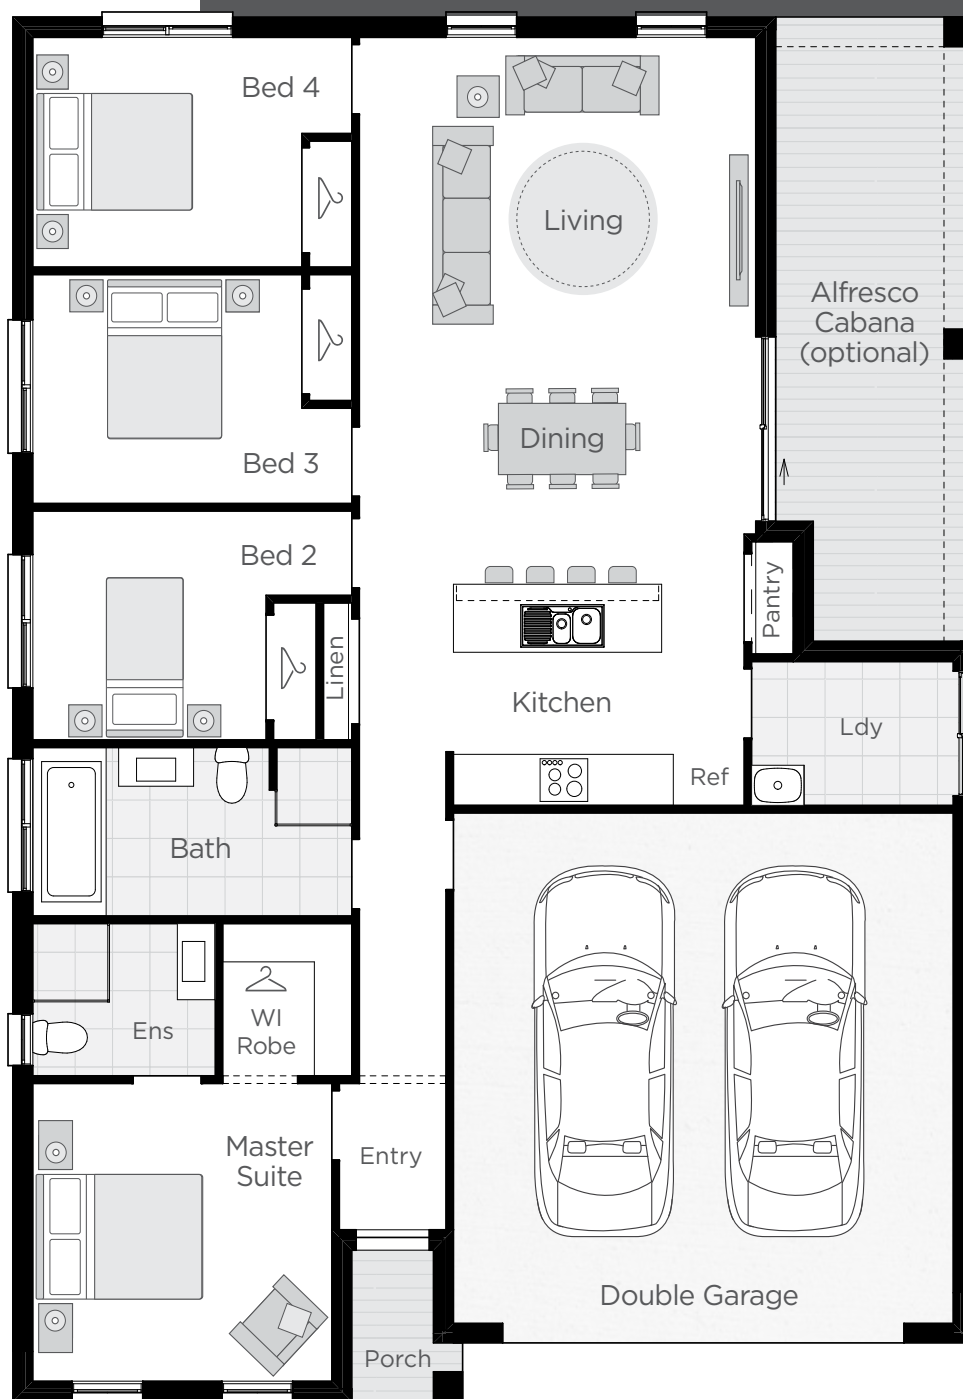 Bed 4
Living
Alfresco
Cabana
(optional)
Dining
Bed 3
Bed 2
Pantry
Linen
Kitchen
Ldy
Ref
Bath
WI
Robe
Ens
Master
Suite
Entry
Double Garage
Porch